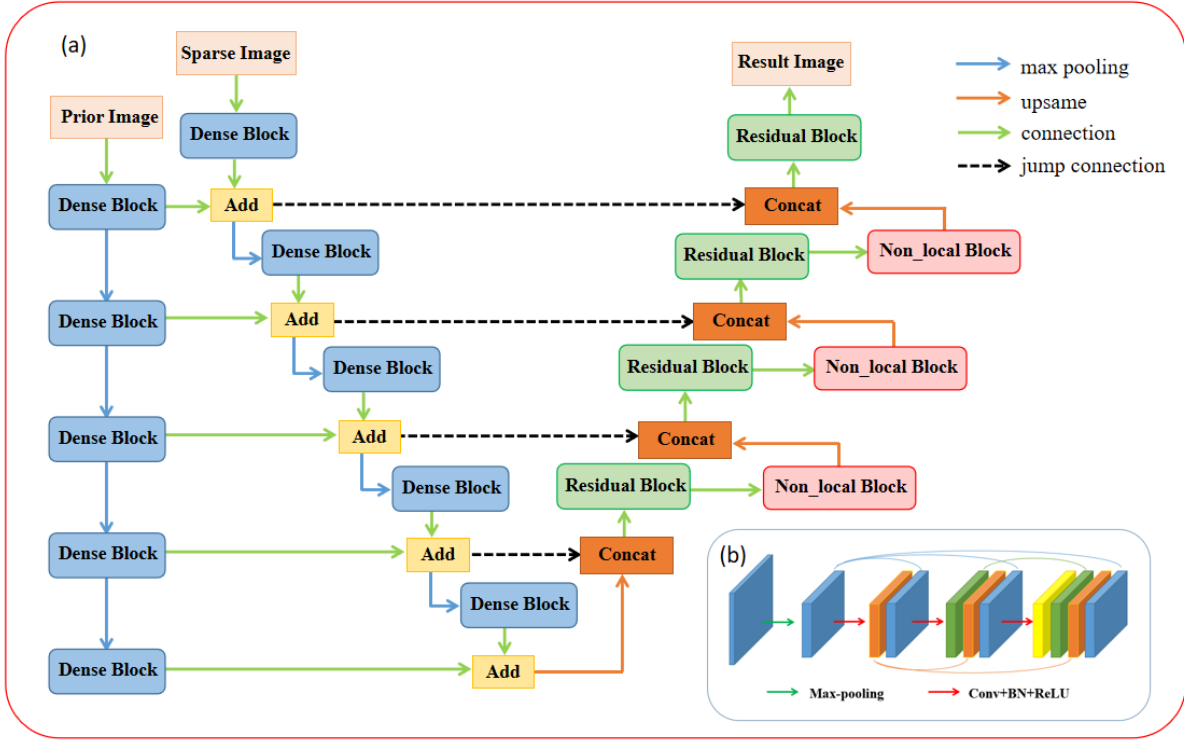 (a)
Sparse Image
Result Image
max pooling
Prior Image
upsame
Dense Block
Residual Block
connection
jump connection
Dense Block
Add
Concat
Dense Block
Residual Block
Non_local Block
Dense Block
Add
Concat
Dense Block
Residual Block
Non_local Block
Dense Block
Add
Concat
Dense Block
Residual Block
Non_local Block
Dense Block
Add
Concat
(b)
Dense Block
Dense Block
Add
Max-pooling
Conv+BN+ReLU